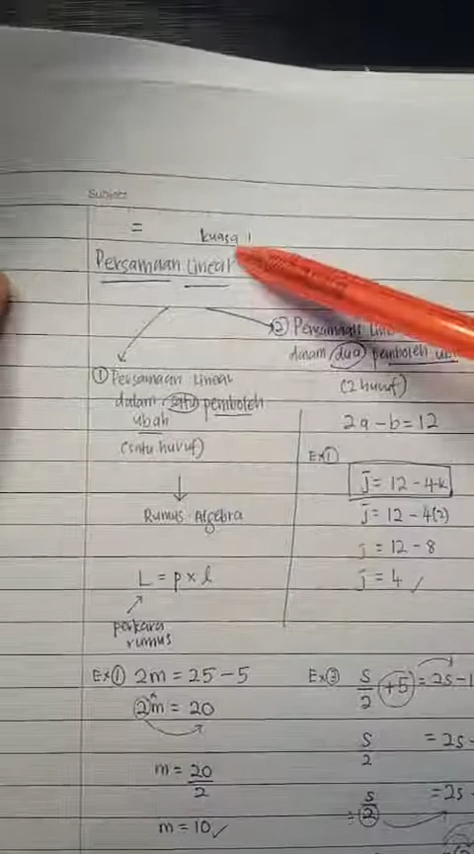 Subject
=
kuasa 1
Persamaan Linear
① Persamaan Linear
dalam satu pemboleh
ubah
(satu huruf)
Rumus Algebra
L = p x l
perkara
rumus
② Persamaan
dalam dua pemboleh
(2 huruf)
2a - b = 12
Ex①
j = 12 - 4k
j = 12 - 4(2)
j = 12 - 8
j = 4 ✓
Ex① 2m = 25 - 5
2m = 20
m = 20/2
m = 10 ✓
Ex② s/2 + 5 = 2s - 1
s/2 = 2s -
s/2 = 2s -